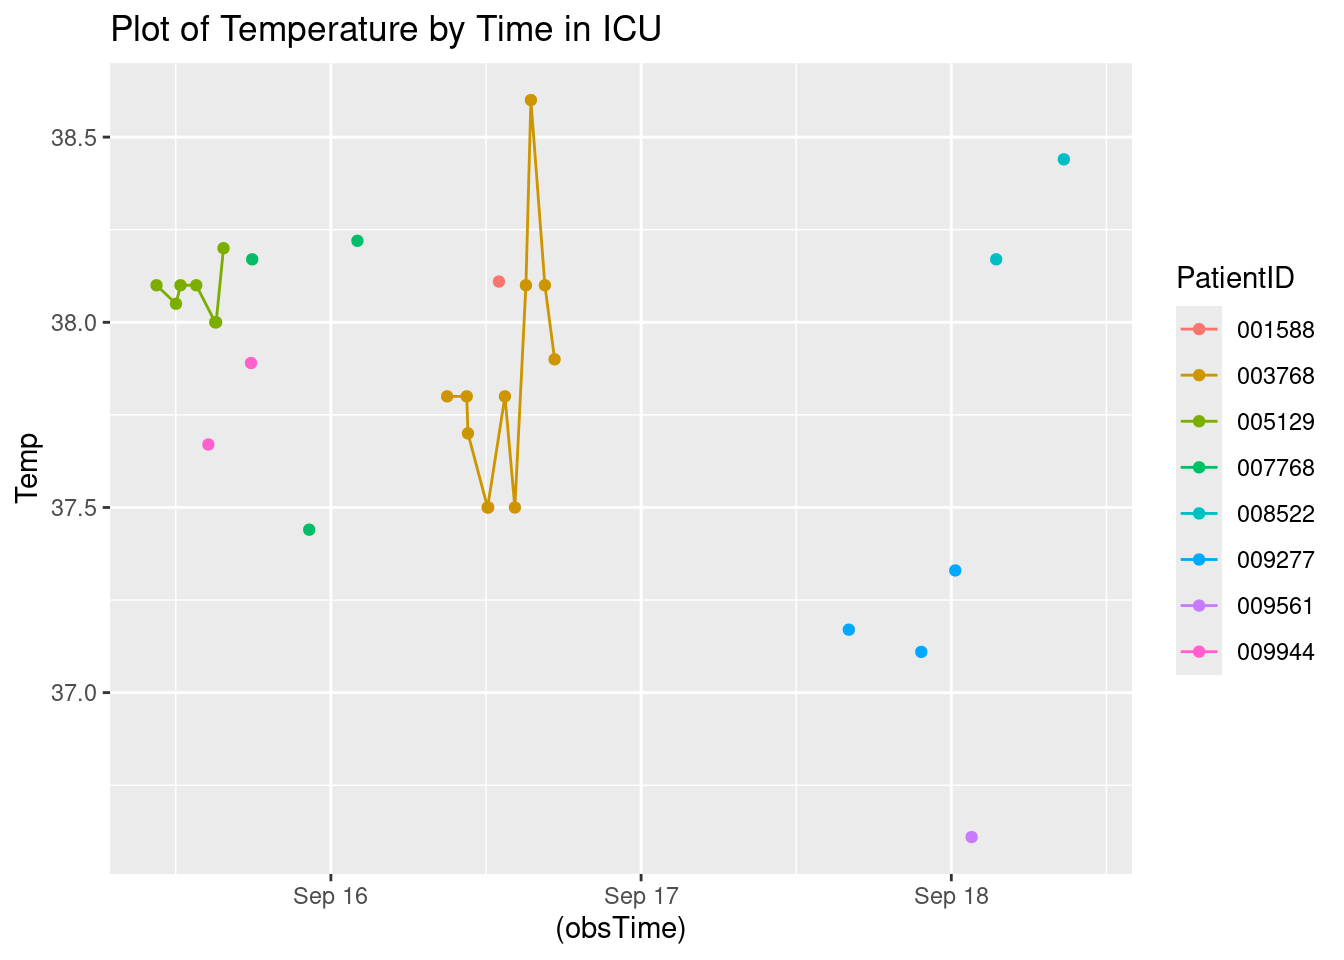 Plot of Temperature by Time in ICU
38.5
38.0
37.5
37.0
Temp
Sep 16
Sep 17
Sep 18
(obsTime)
PatientID
001588
003768
005129
007768
008522
009277
009561
009944